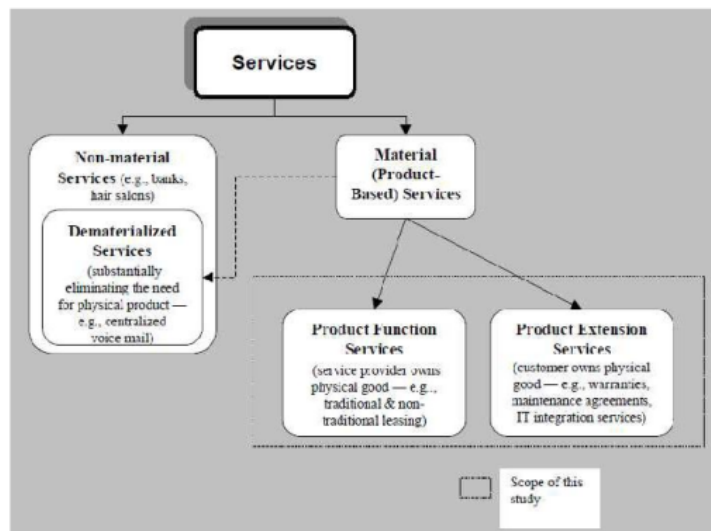 Services
Non-material
Services (e.g., banks,
hair salons)
Dematerialized
Services
(substantially
eliminating the need
for physical product —
e.g., centralized
voice mail)
Material
(Product-
Based) Services
Product Function
Services
(service provider owns
physical good — e.g.,
traditional & non-
traditional leasing)
Product Extension
Services
(customer owns physical
good — e.g., warranties,
maintenance agreements,
IT integration services)
Scope of this
study